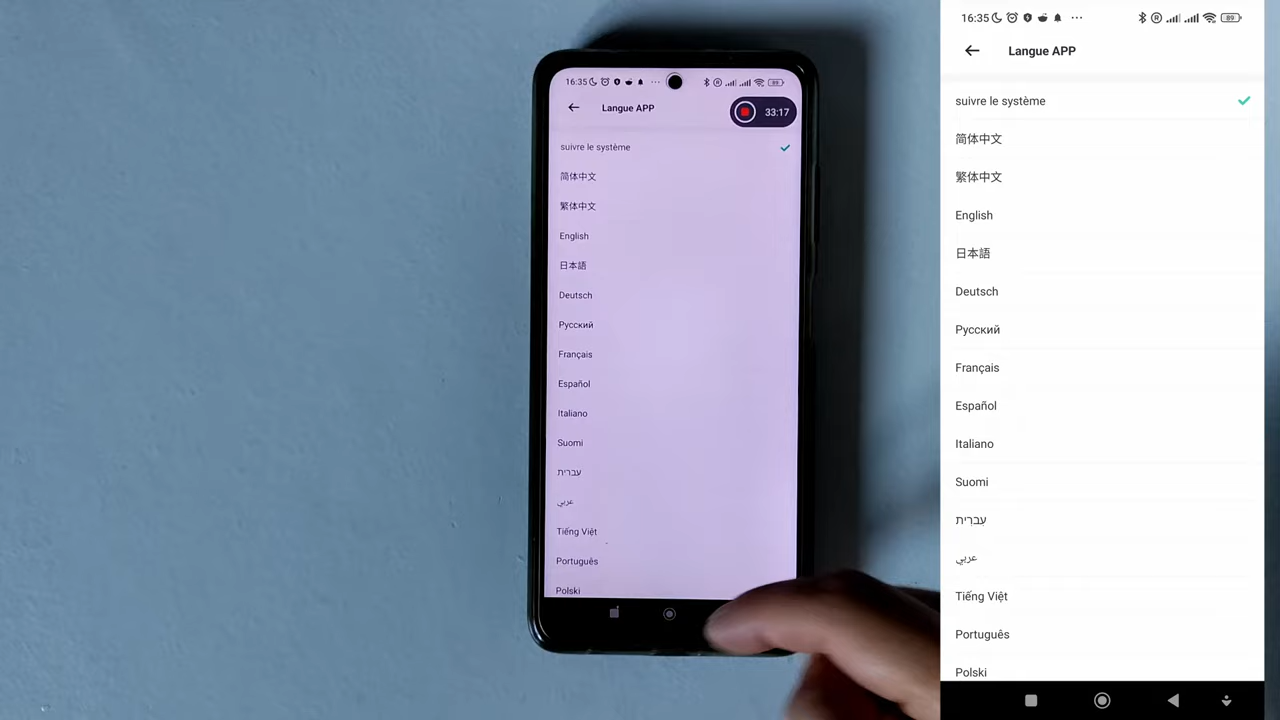 16:35
33:17
Langue APP
suivre le système
简体中文
繁体中文
English
日本語
Deutsch
Русский
Français
Español
Italiano
Suomi
עברית
عربي
Tiếng Việt
Português
Polski
16:35
89
Langue APP
suivre le système
简体中文
繁体中文
English
日本語
Deutsch
Русский
Français
Español
Italiano
Suomi
עִבְרִית
عربي
Tiếng Việt
Português
Polski